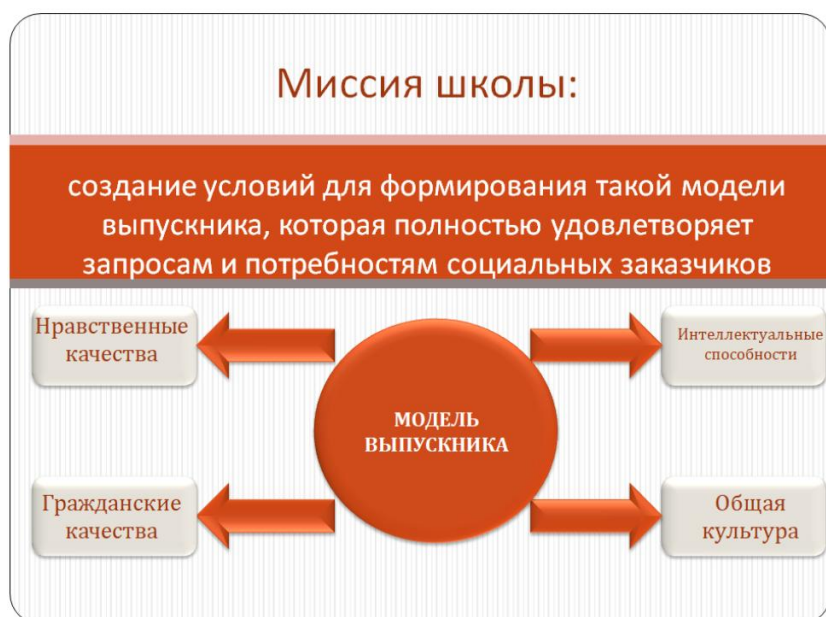 Миссия школы:
создание условий для формирования такой модели
выпускника, которая полностью удовлетворяет
запросам и потребностям социальных заказчиков
Нравственные
качества
Интеллектуальные
способности
МОДЕЛЬ
ВЫПУСКНИКА
Гражданские
качества
Общая
культура